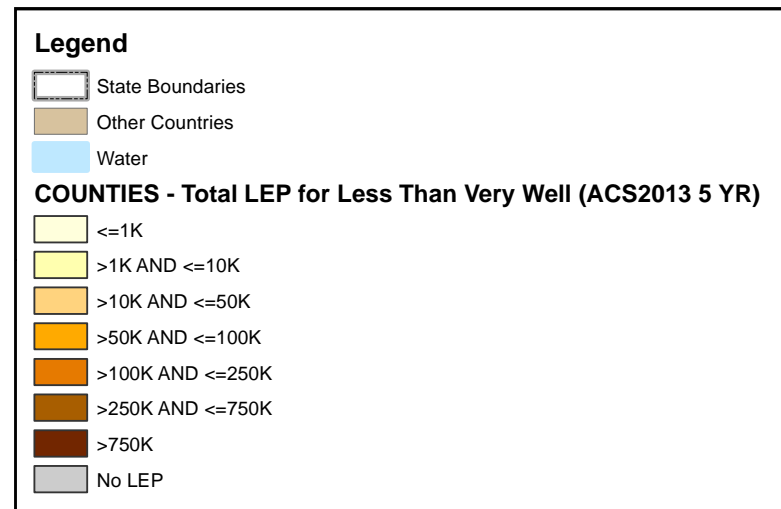 Legend
State Boundaries
Other Countries
Water
COUNTIES - Total LEP for Less Than Very Well (ACS2013 5 YR)
<=1K
>1K AND <=10K
>10K AND <=50K
>50K AND <=100K
>100K AND <=250K
>250K AND <=750K
>750K
No LEP